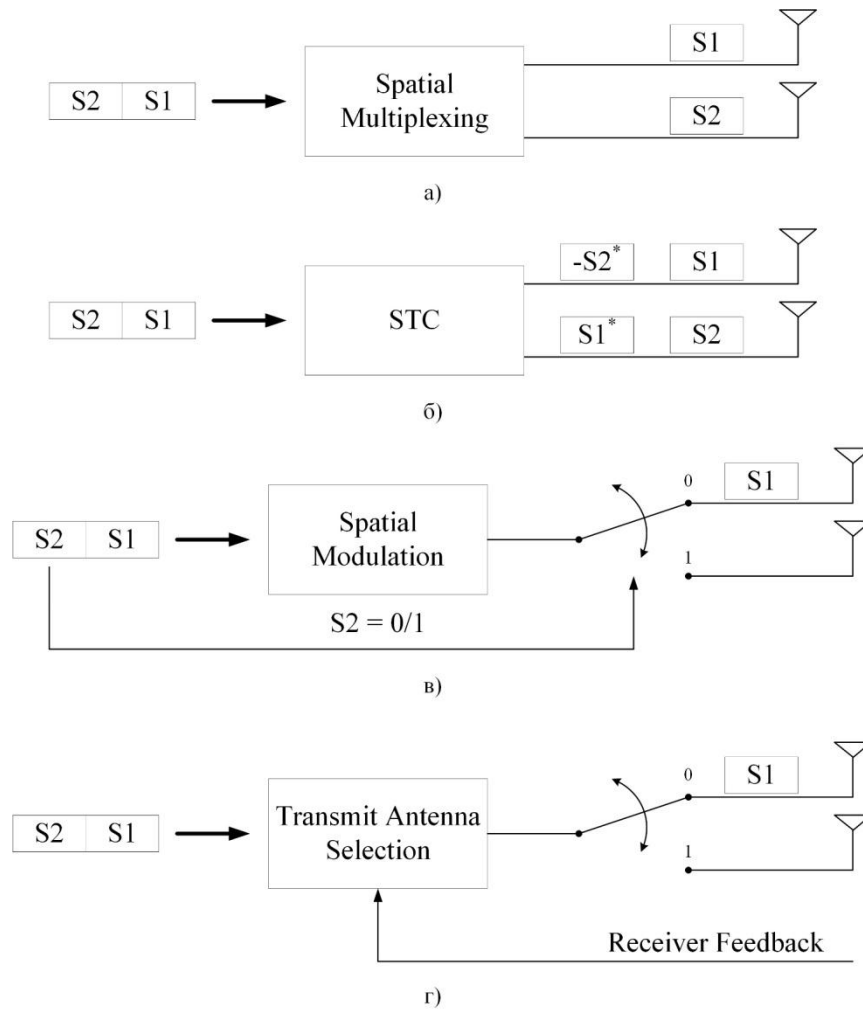 S1
S2 S1
Spatial
Multiplexing
S2
а)
-S2* S1
S2 S1
STC
S1* S2
б)
0
S1
S2 S1
Spatial
Modulation
1
S2 = 0/1
в)
0
S1
S2 S1
Transmit Antenna
Selection
1
Receiver Feedback
г)